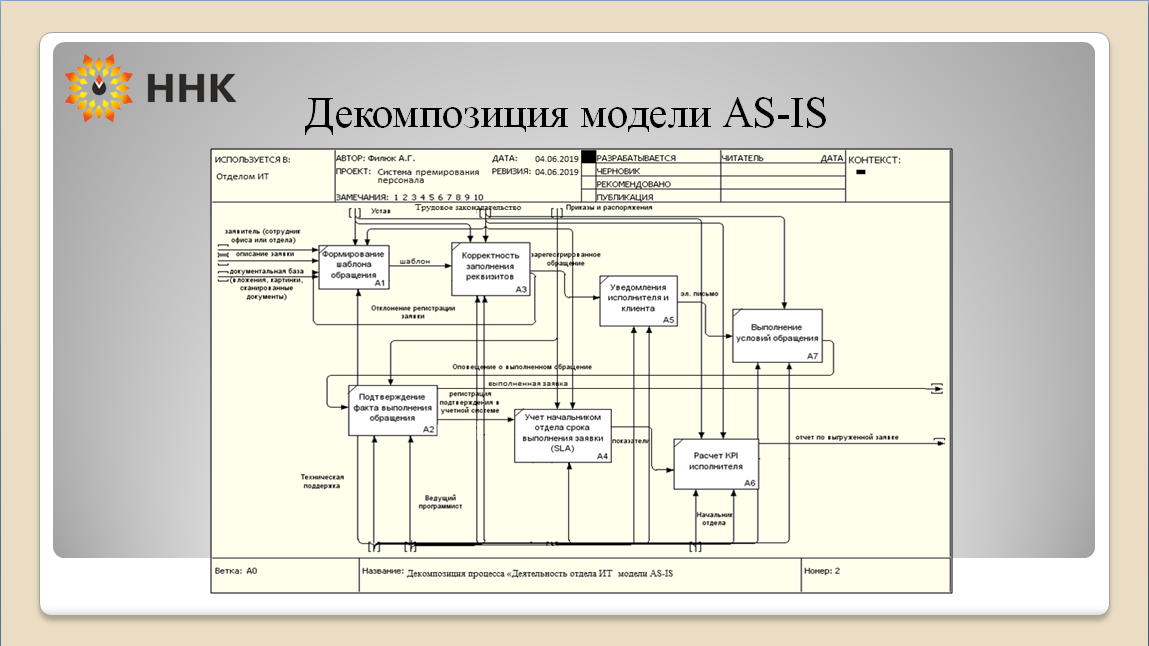 ННК
Декомпозиция модели AS-IS
ИСПОЛЬЗУЕТСЯ В:
Отделом ИТ
АВТОР: Филюк А.Г.
ДАТА: 04.06.2019
ПРОЕКТ: Система премирования
персонала
РЕВИЗИЯ: 04.06.2019
ЗАМЕЧАНИЯ: 1 2 3 4 5 6 7 8 9 10
РАЗРАБАТЫВАЕТСЯ
ЧЕРНОВИК
РЕКОМЕНДОВАНО
ПУБЛИКАЦИЯ
ЧИТАТЕЛЬ
ДАТА
КОНТЕКСТ:
Устав
Трудовое законодательство
Приказы и распоряжения
заявитель (сотрудник
офиса или отдела)
описание заявки
документальная база
(вложения, картинки,
сканированные
документы)
Формирование
шаблона
обращения
A1
шаблон
Корректность
заполнения
реквизитов
A3
зарегестрированное
обращение
Отклонение регистрации
заявки
Уведомления
исполнителя и
клиента
A5
эл. письмо
Выполнение
условий обращения
A7
Оповещение о выполненном обращение
выполненная заявка
Подтверждение
факта выполнения
обращения
A2
регистрация
подтверждения в
учетной системе
Учет начальником
отдела срока
выполнения заявки
(SLA)
A4
показатели
Расчет KPI
исполнителя
A6
отчет по выгруженной заявке
Техническая
поддержка
Ведущий
программист
Начальник
отдела
Ветка: A0
Название: Декомпозиция процесса «Деятельность отдела ИТ модели AS-IS
Номер: 2